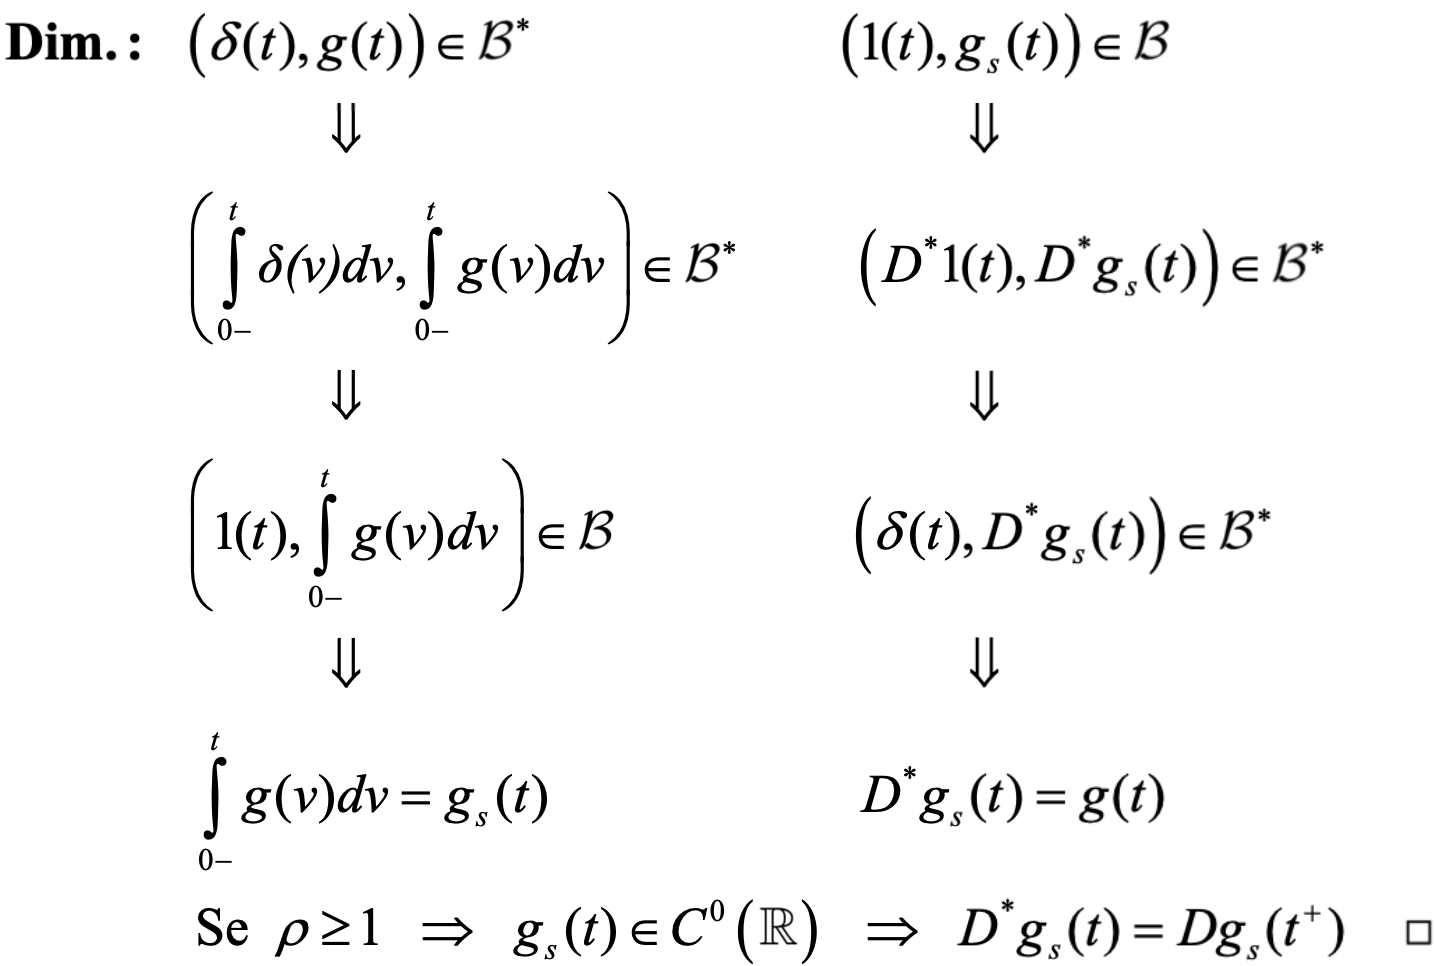 Dim.: (δ(t), g(t)) ∈ ℬ* (1(t), g_s(t)) ∈ ℬ
⇓ ⇓
(∫_{0−}^{t} δ(v)dv, ∫_{0−}^{t} g(v)dv) ∈ ℬ* (D*1(t), D*g_s(t)) ∈ ℬ*
⇓ ⇓
(1(t), ∫_{0−}^{t} g(v)dv) ∈ ℬ (δ(t), D*g_s(t)) ∈ ℬ*
⇓ ⇓
∫_{0−}^{t} g(v)dv = g_s(t) D*g_s(t) = g(t)
Se ρ ≥ 1 ⇒ g_s(t) ∈ C⁰(ℝ) ⇒ D*g_s(t) = Dg_s(t⁺) □